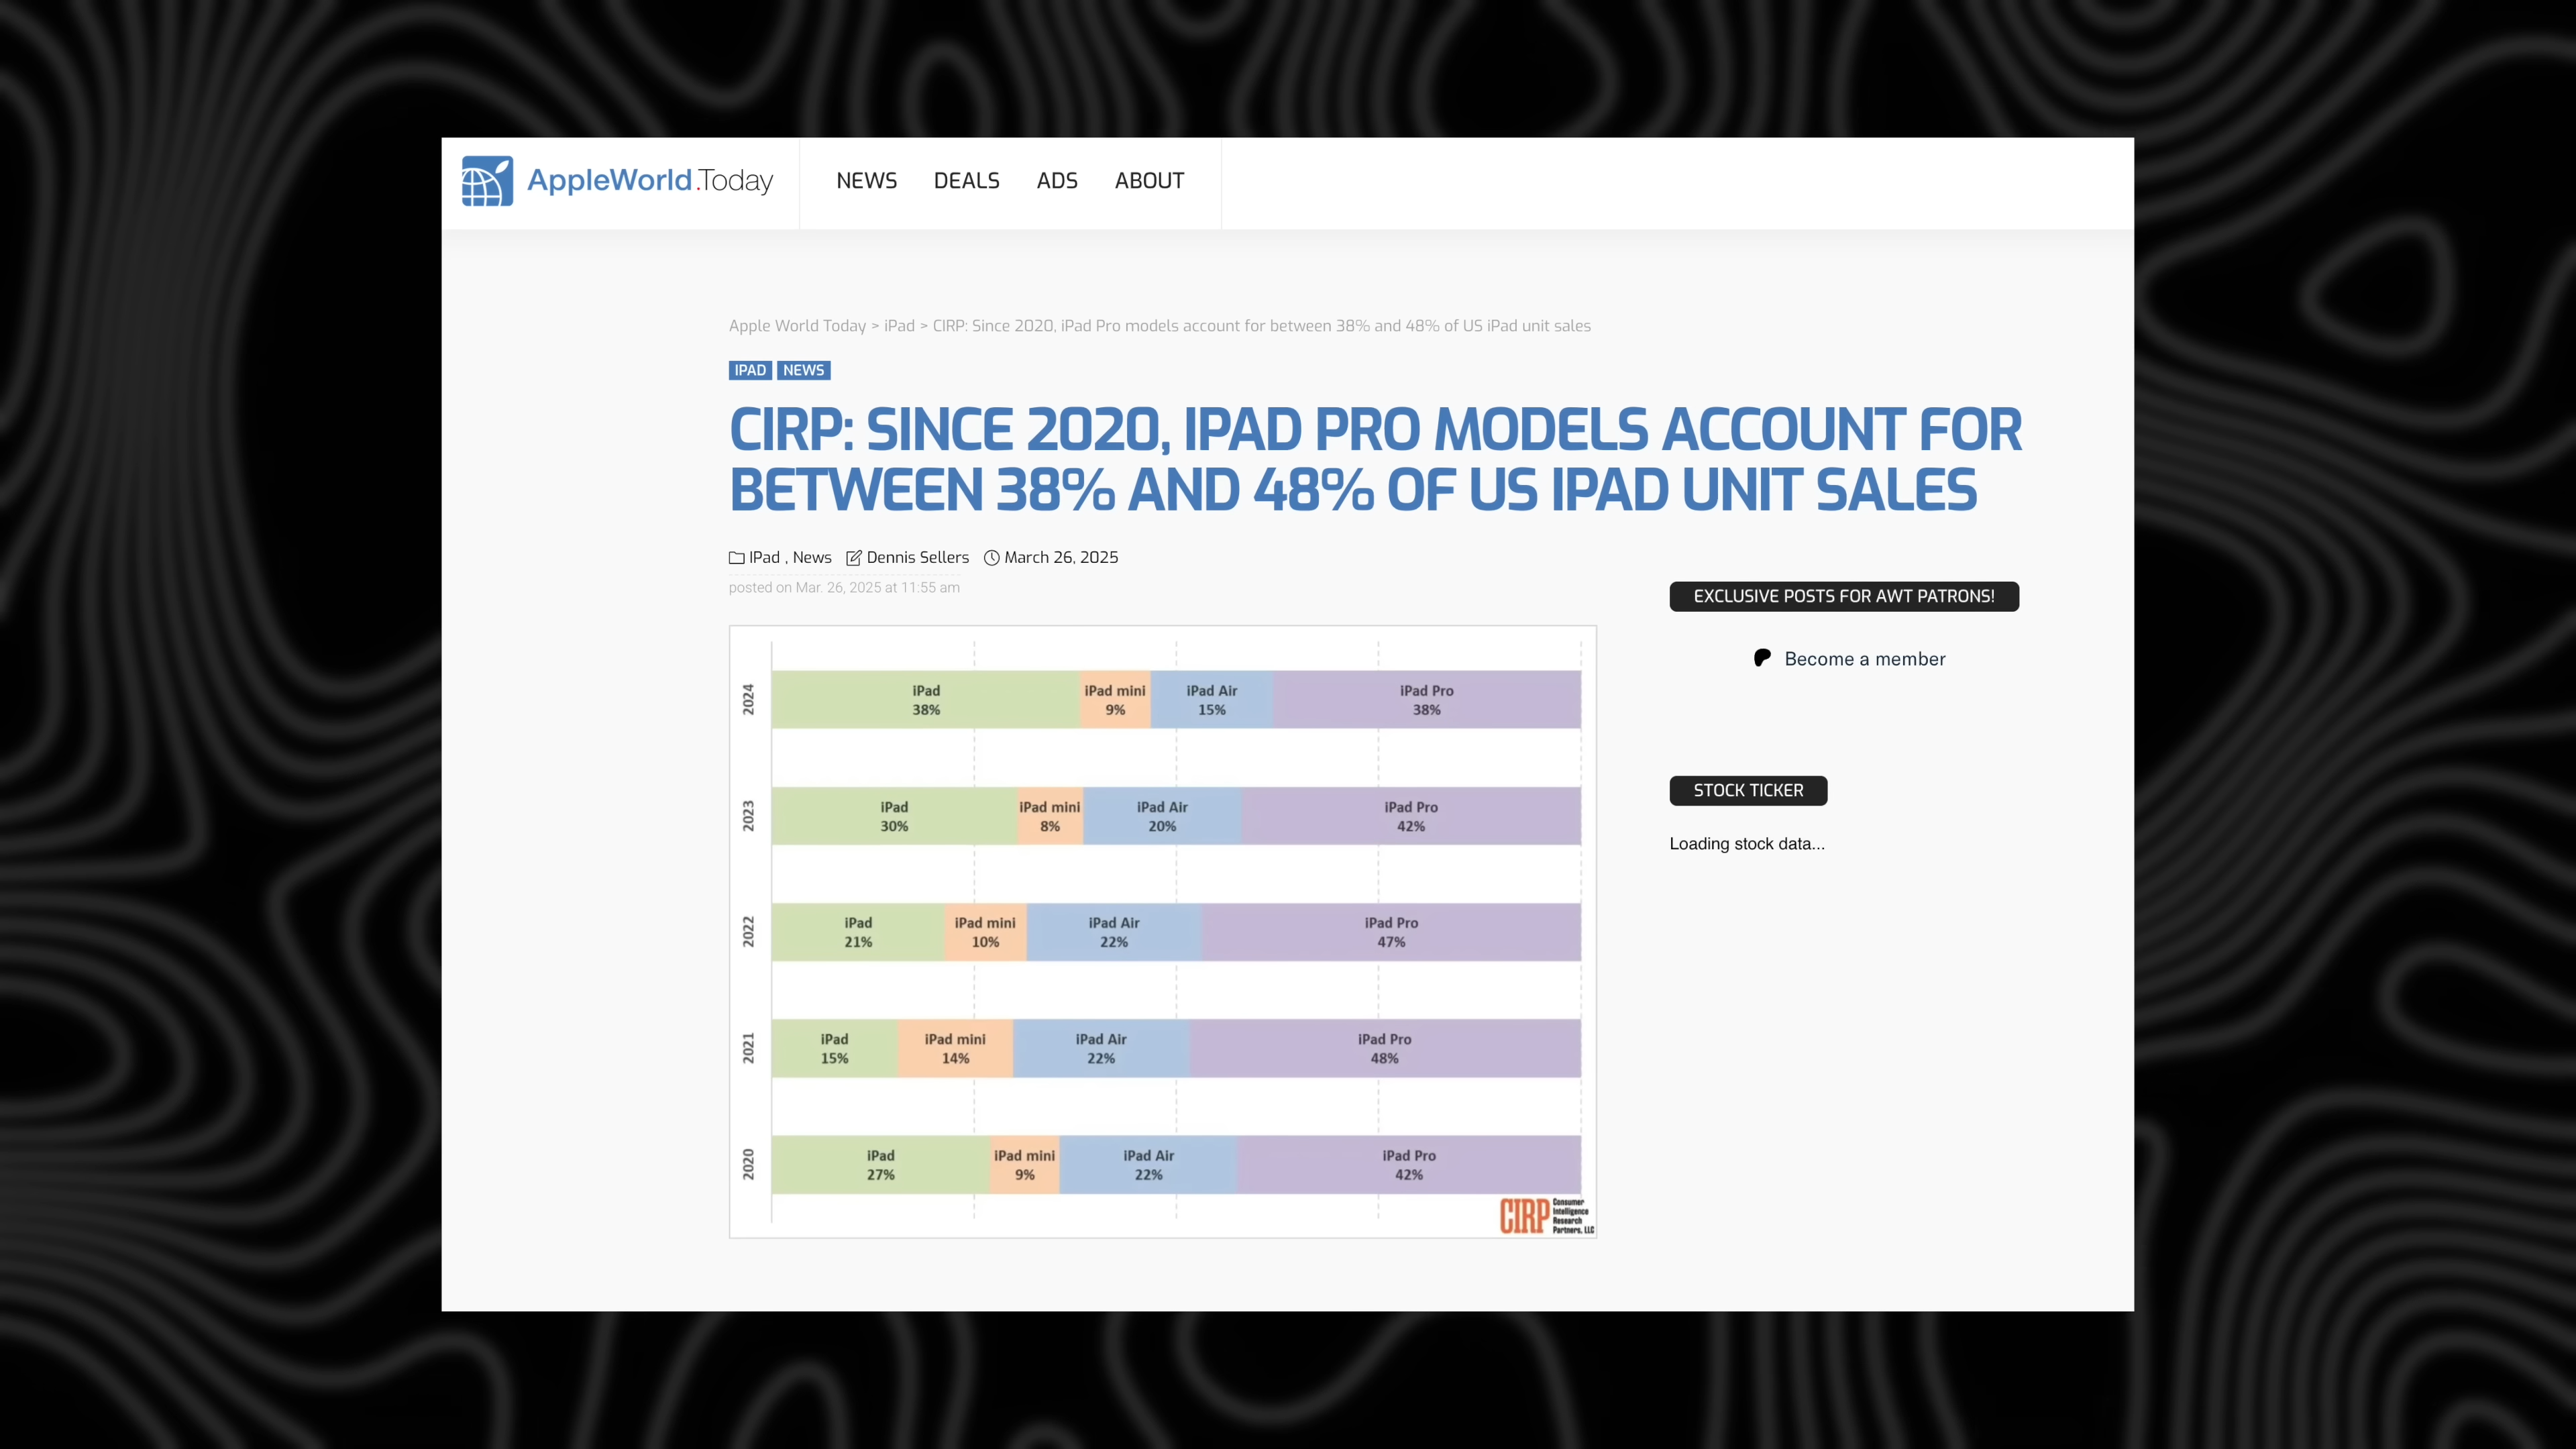 AppleWorld.Today
NEWS DEALS ADS ABOUT
Apple World Today > iPad > CIRP: Since 2020, iPad Pro models account for between 38% and 48% of US iPad unit sales
IPAD NEWS
CIRP: SINCE 2020, IPAD PRO MODELS ACCOUNT FOR
BETWEEN 38% AND 48% OF US IPAD UNIT SALES
IPad , News Dennis Sellers March 26, 2025
posted on Mar. 26, 2025 at 11:55 am
2024
iPad iPad mini iPad Air iPad Pro
38% 9% 15% 38%
2023
iPad iPad mini iPad Air iPad Pro
30% 8% 20% 42%
2022
iPad iPad mini iPad Air iPad Pro
21% 10% 22% 47%
2021
iPad iPad mini iPad Air iPad Pro
15% 14% 22% 48%
2020
iPad iPad mini iPad Air iPad Pro
27% 9% 22% 42%
CIRP
Consumer
Intelligence
Research
Partners, LLC
EXCLUSIVE POSTS FOR AWT PATRONS!
Become a member
STOCK TICKER
Loading stock data...